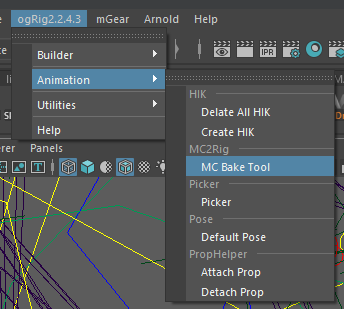 ogRig2.2.4.3 mGear Arnold Help
Builder
Animation
Utilities
Help
HIK
Delate All HIK
Create HIK
MC2Rig
MC Bake Tool
Picker
Picker
Pose
Default Pose
PropHelper
Attach Prop
Detach Prop
Panels
IPR